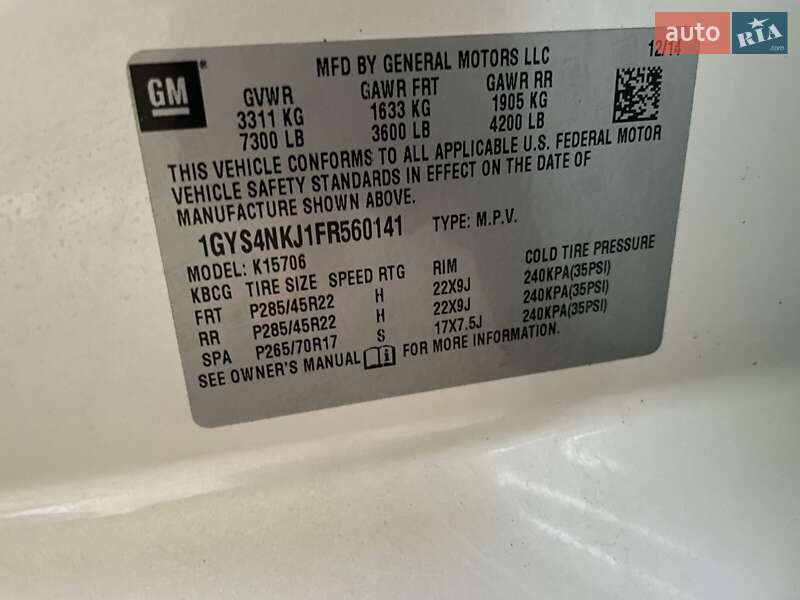 auto RIA.com
GM®
MFD BY GENERAL MOTORS LLC 12/14
GVWR GAWR FRT GAWR RR
3311 KG 1633 KG 1905 KG
7300 LB 3600 LB 4200 LB
THIS VEHICLE CONFORMS TO ALL APPLICABLE U.S. FEDERAL MOTOR
VEHICLE SAFETY STANDARDS IN EFFECT ON THE DATE OF
MANUFACTURE SHOWN ABOVE.
1GYS4NKJ1FR560141 TYPE: M.P.V.
MODEL: K15706
KBCG TIRE SIZE SPEED RTG RIM COLD TIRE PRESSURE
FRT P285/45R22 H 22X9J 240KPA(35PSI)
RR P285/45R22 H 22X9J 240KPA(35PSI)
SPA P265/70R17 S 17X7.5J 240KPA(35PSI)
SEE OWNER'S MANUAL FOR MORE INFORMATION.